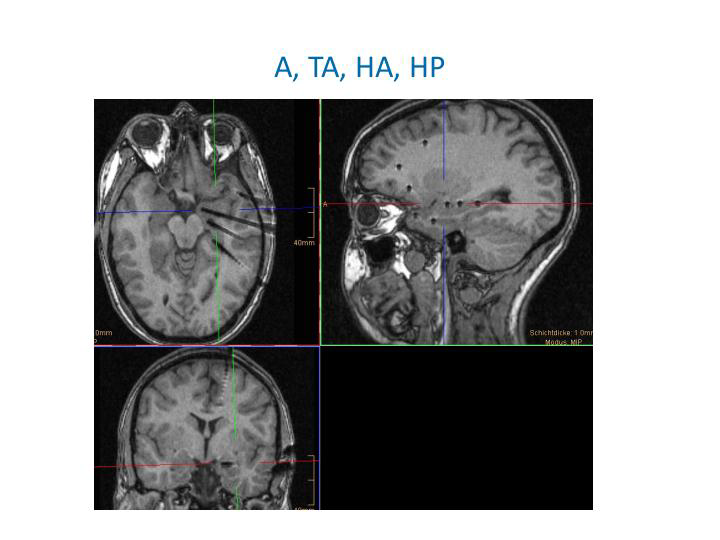 A, TA, HA, HP
A
40mm
0mm
P
Schichtdicke: 1.0mm
Modus: MIP
40mm